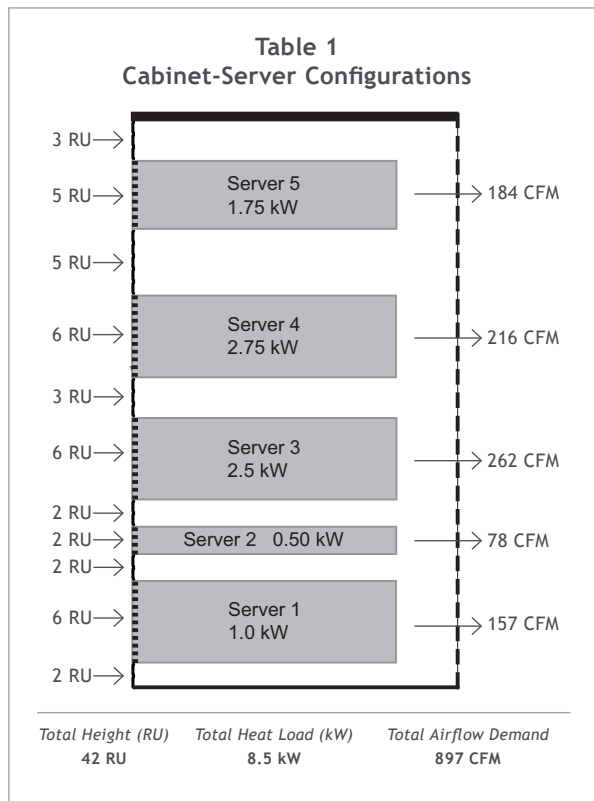 Table 1
Cabinet-Server Configurations
3 RU
5 RU
Server 5
1.75 kW
184 CFM
5 RU
6 RU
Server 4
2.75 kW
216 CFM
3 RU
6 RU
Server 3
2.5 kW
262 CFM
2 RU
2 RU
Server 2 0.50 kW
78 CFM
2 RU
6 RU
Server 1
1.0 kW
157 CFM
2 RU
Total Height (RU) Total Heat Load (kW) Total Airflow Demand
42 RU 8.5 kW 897 CFM